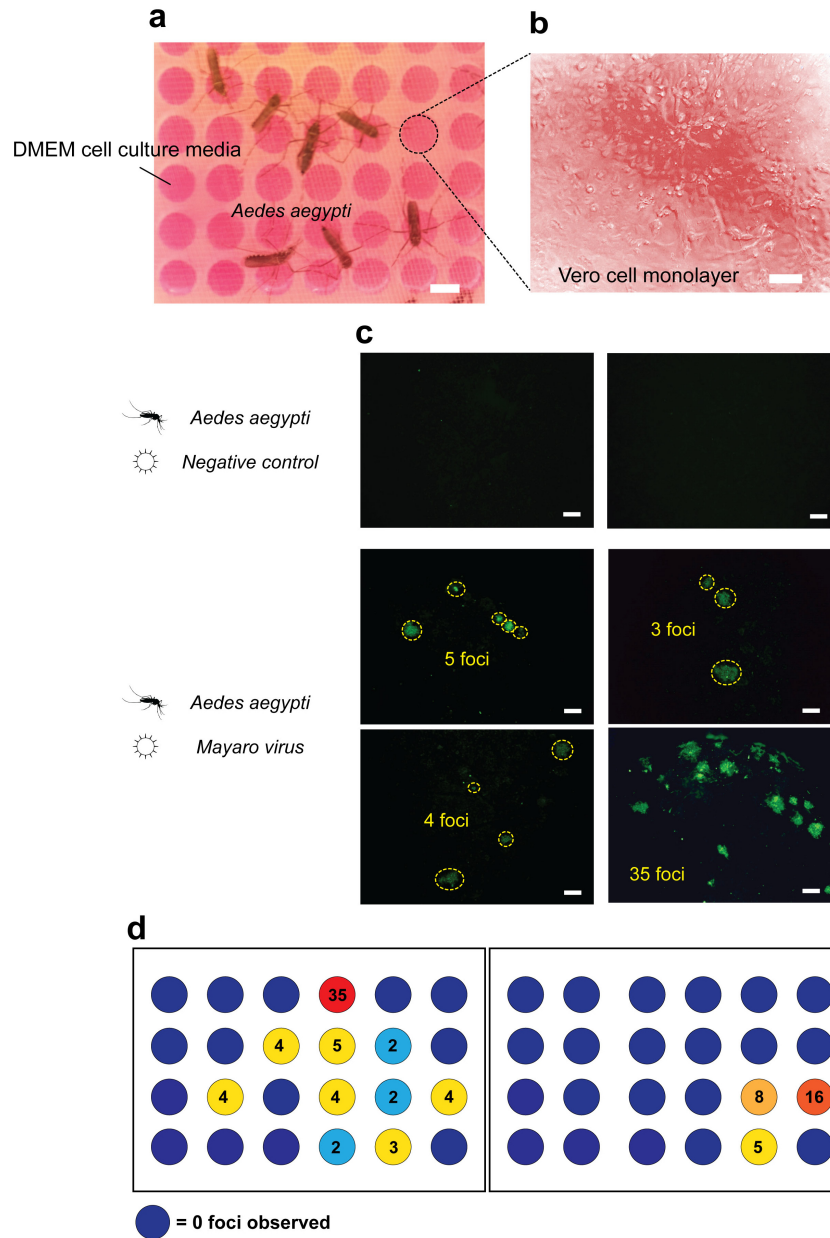 a
b
DMEM cell culture media
Aedes aegypti
Vero cell monolayer
c
Aedes aegypti
Negative control
5 foci
3 foci
Aedes aegypti
Mayaro virus
4 foci
35 foci
d
35
4 5 2
4 4 2 4 8 16
2 3 5
= 0 foci observed